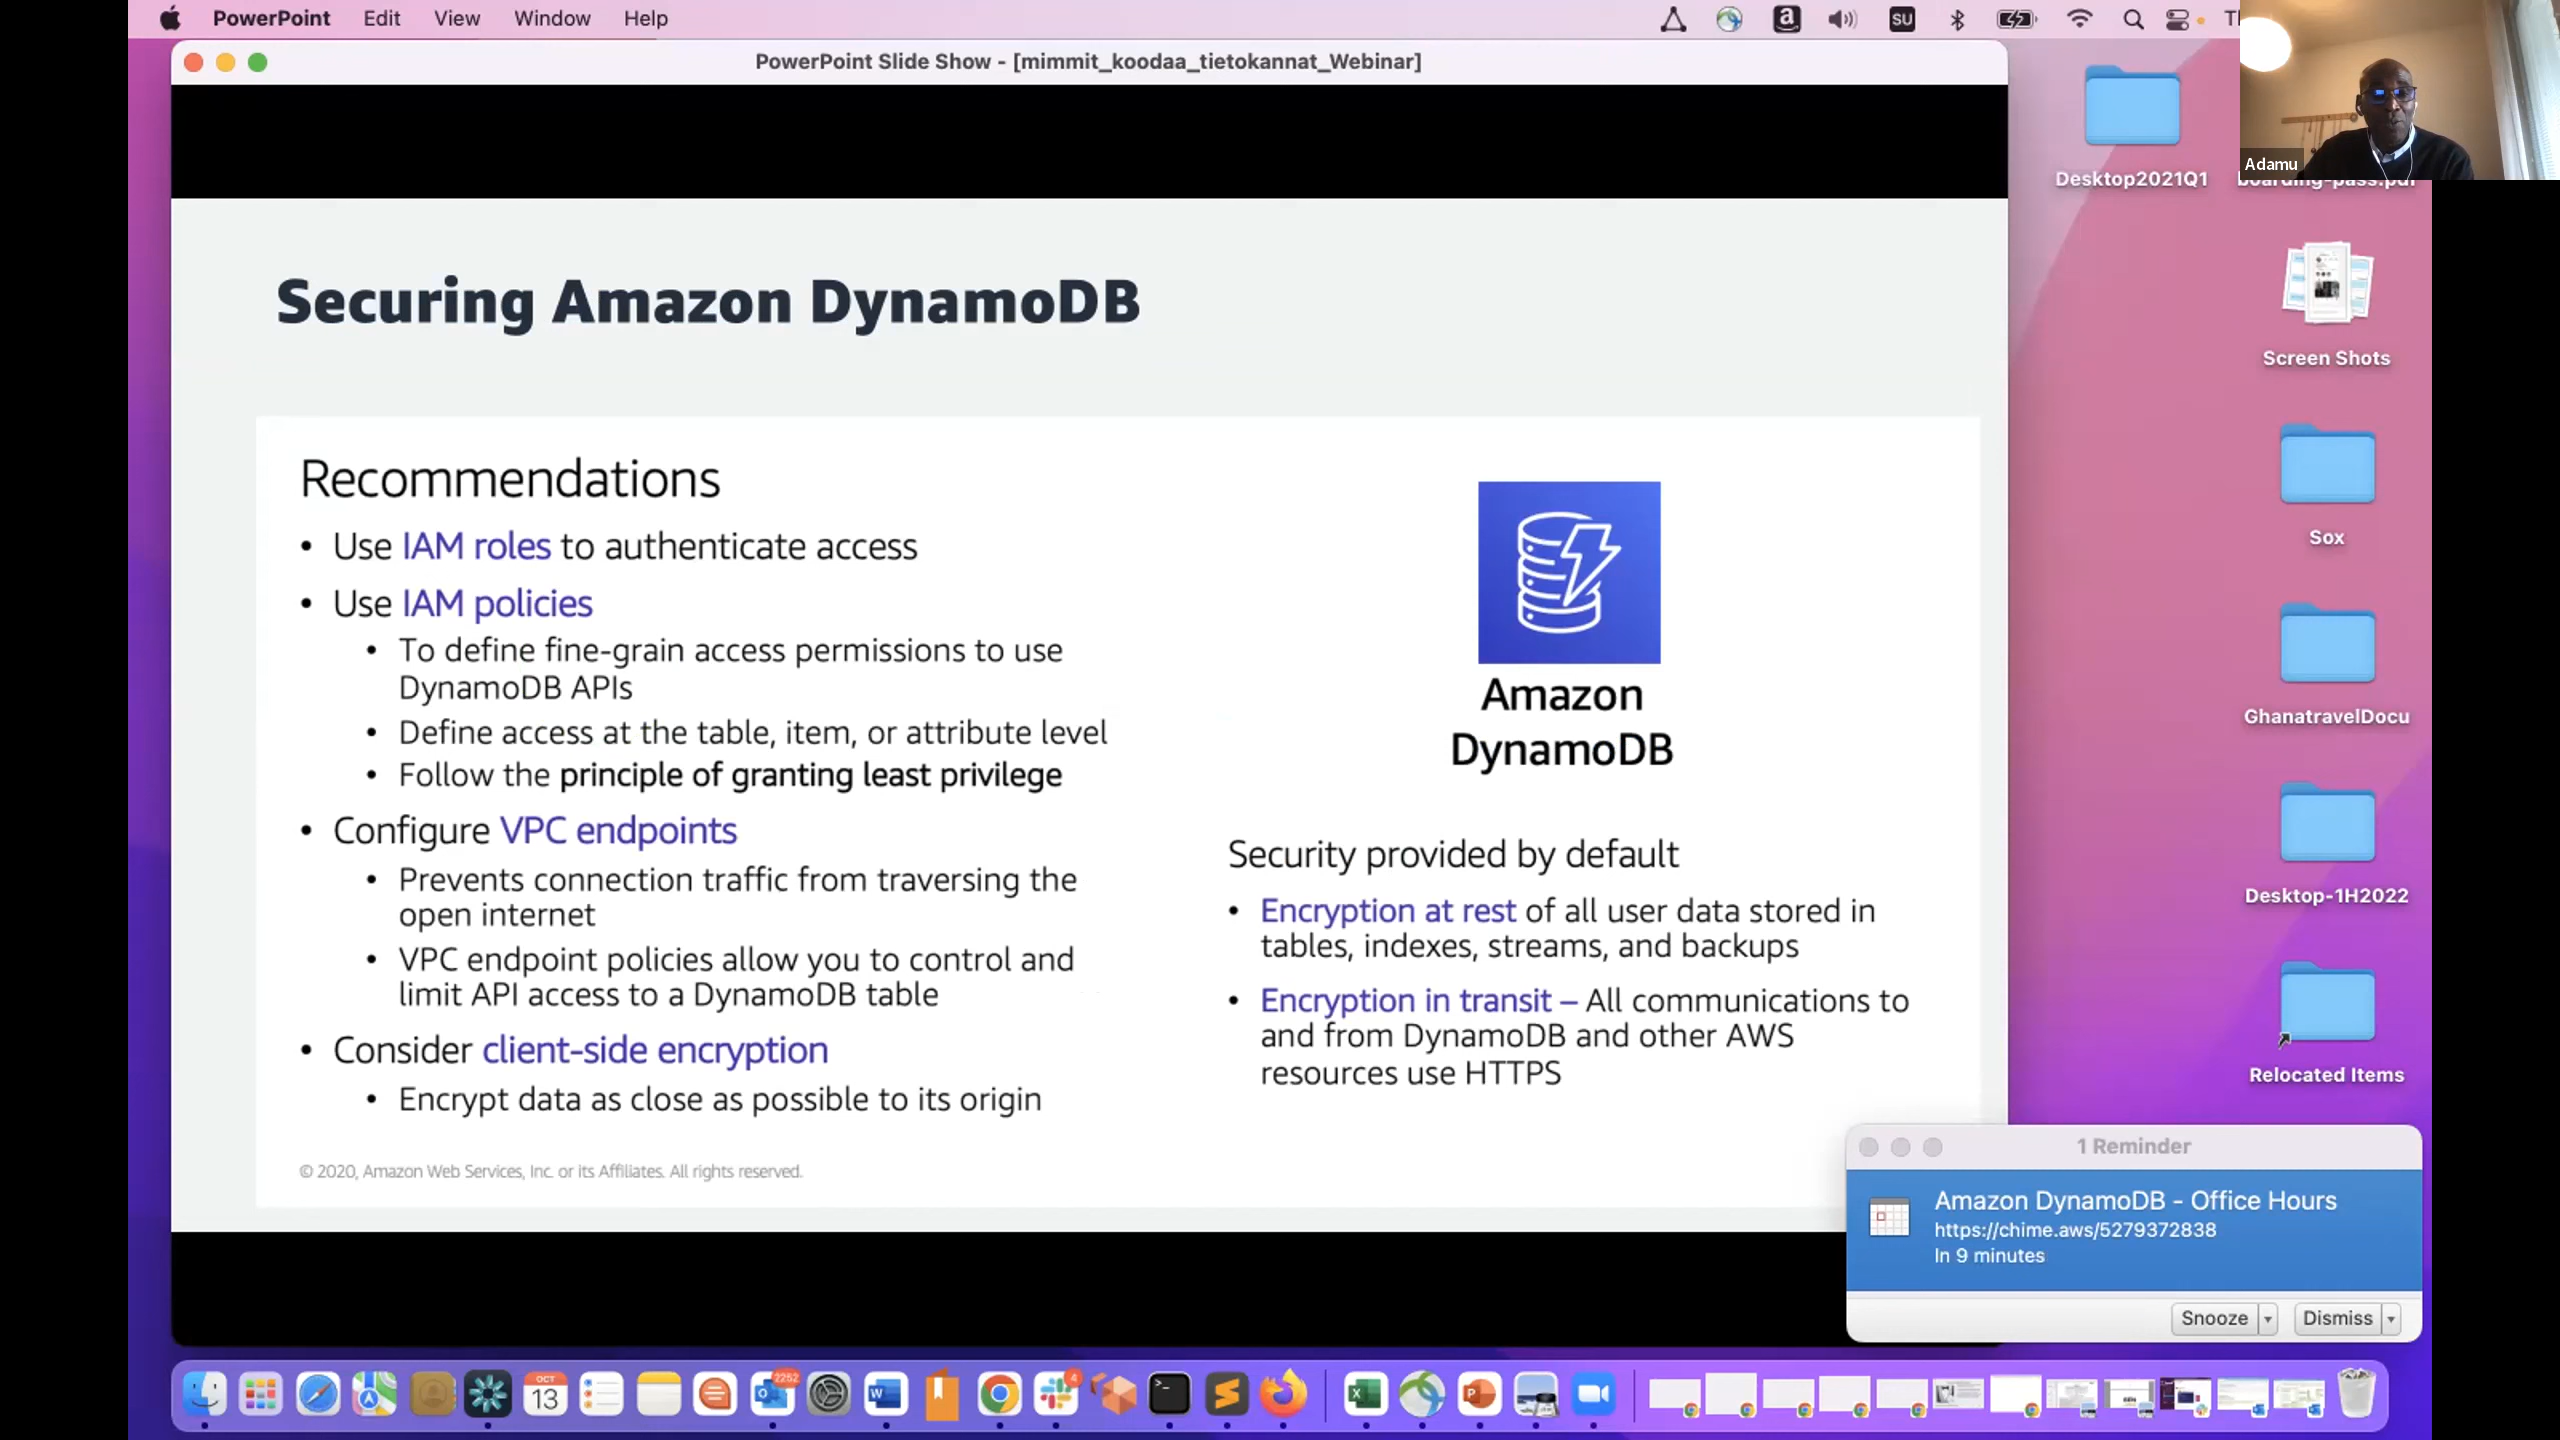 PowerPoint Edit View Window Help
a SU
PowerPoint Slide Show - [mimmit_koodaa_tietokannat_Webinar]
Adamu
Desktop2021Q1
boarding-pass.pdf
Securing Amazon DynamoDB
Recommendations
• Use IAM roles to authenticate access
• Use IAM policies
• To define fine-grain access permissions to use
DynamoDB APIs
• Define access at the table, item, or attribute level
• Follow the principle of granting least privilege
• Configure VPC endpoints
• Prevents connection traffic from traversing the
open internet
• VPC endpoint policies allow you to control and
limit API access to a DynamoDB table
• Consider client-side encryption
• Encrypt data as close as possible to its origin
© 2020, Amazon Web Services, Inc. or its Affiliates. All rights reserved.
Amazon
DynamoDB
Security provided by default
• Encryption at rest of all user data stored in
tables, indexes, streams, and backups
• Encryption in transit – All communications to
and from DynamoDB and other AWS
resources use HTTPS
Screen Shots
Sox
GhanatravelDocu
Desktop-1H2022
Relocated Items
1 Reminder
Amazon DynamoDB - Office Hours
https://chime.aws/5279372838
In 9 minutes
Snooze
Dismiss
OCT
13
2252
4